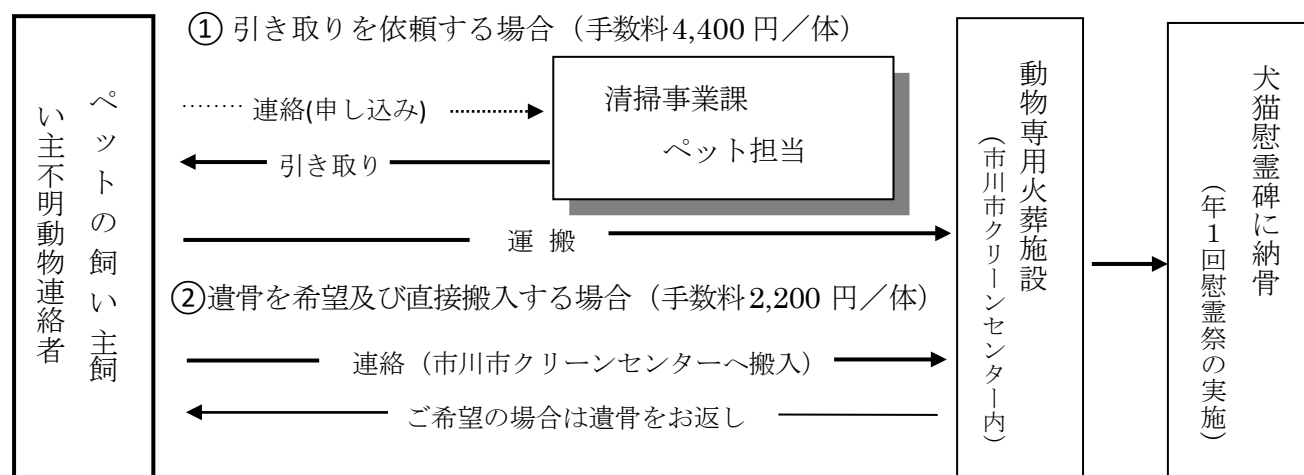 ペットの飼い主飼
い主不明動物連絡者
① 引き取りを依頼する場合（手数料4,400 円／体）
連絡(申し込み)
引き取り
清掃事業課
ペット担当
運 搬
②遺骨を希望及び直接搬入する場合（手数料2,200 円／体）
連絡（市川市クリーンセンターへ搬入）
ご希望の場合は遺骨をお返し
動物専用火葬施設
（市川市クリーンセンター内）
犬猫慰霊碑に納骨
（年１回慰霊祭の実施）